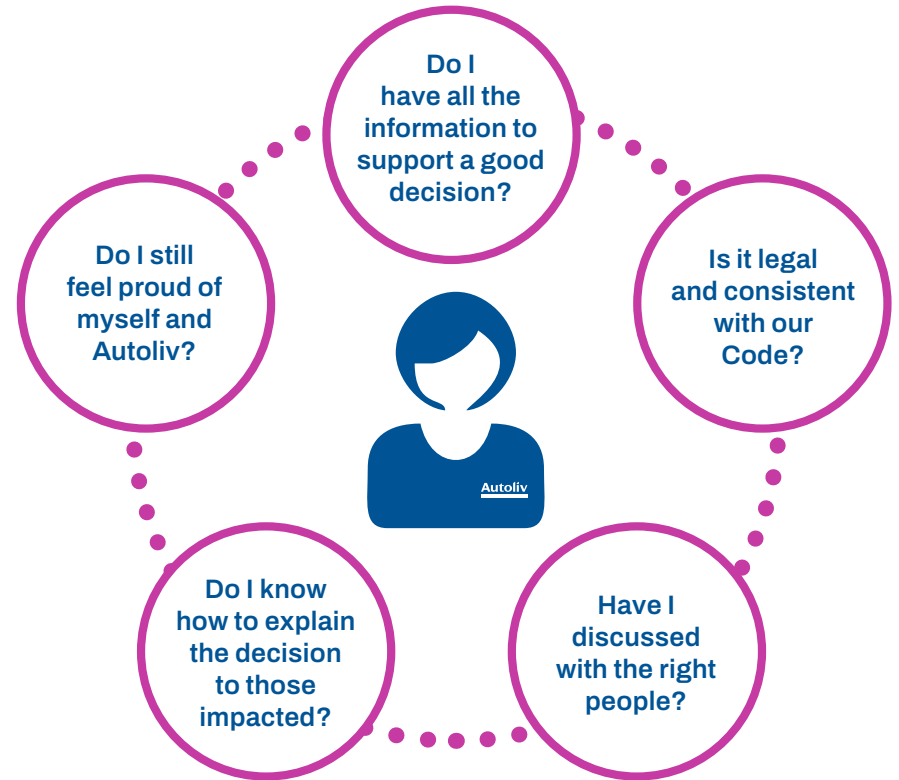 Do I
have all the
information to
support a good
decision?
Is it legal
and consistent
with our
Code?
Have I
discussed
with the right
people?
Do I know
how to explain
the decision
to those
impacted?
Do I still
feel proud of
myself and
Autoliv?
Autoliv